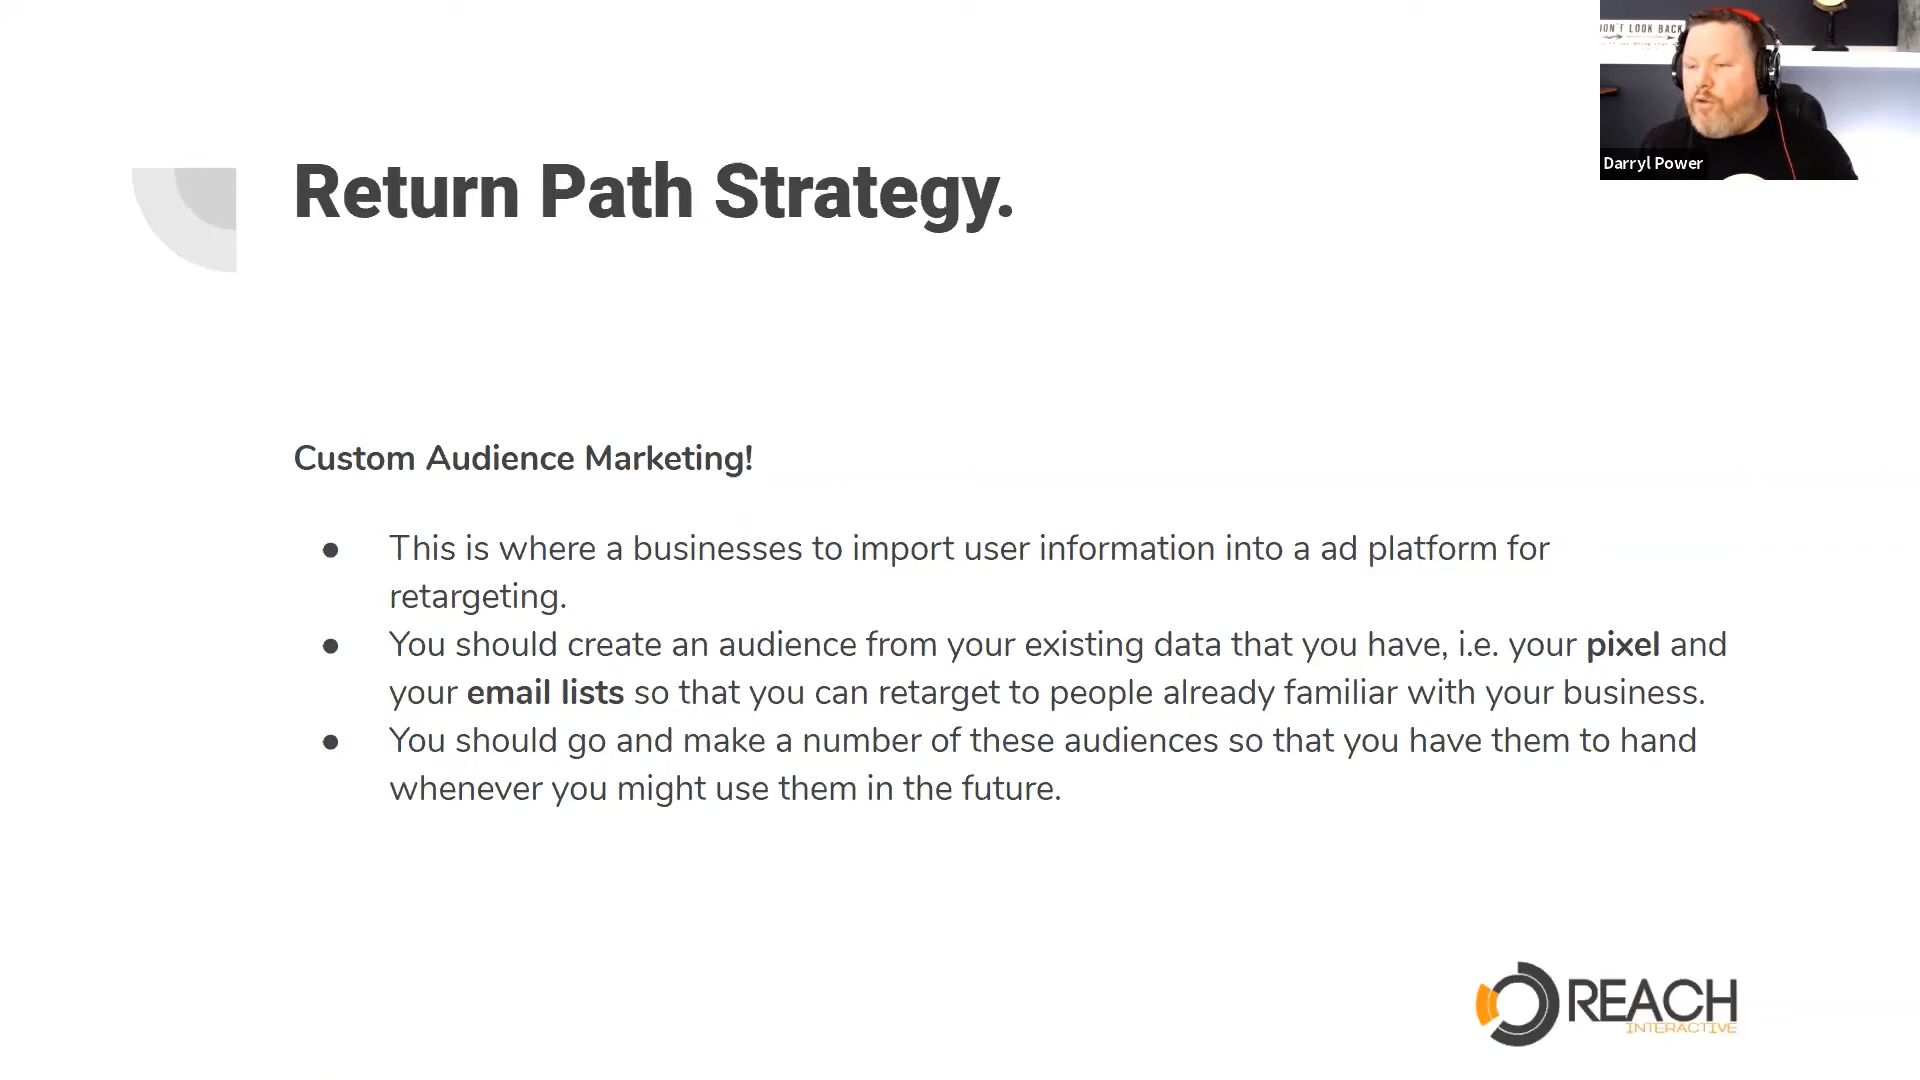 DON'T LOOK BACK
Darryl Power
Return Path Strategy.
Custom Audience Marketing!
● This is where a businesses to import user information into a ad platform for
retargeting.
● You should create an audience from your existing data that you have, i.e. your pixel and
your email lists so that you can retarget to people already familiar with your business.
● You should go and make a number of these audiences so that you have them to hand
whenever you might use them in the future.
REACH
INTERACTIVE